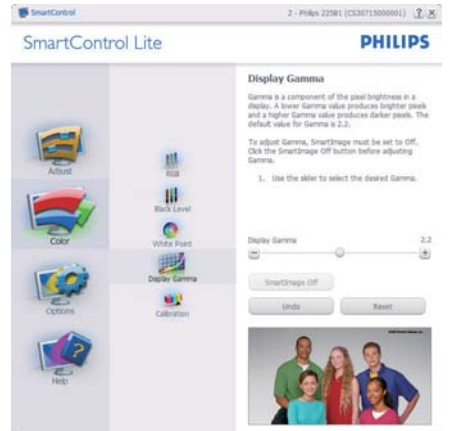 SmartControl
2 - Philips 225B1 (CS30715000001)
SmartControl Lite
PHILIPS
Adjust
Color
Options
Help
RGB
Black Level
White Point
Display Gamma
Calibration
Display Gamma
Gamma is a component of the pixel brightness in a
display. A lower Gamma value produces brighter pixels
and a higher Gamma value produces darker pixels. The
default value for Gamma is 2.2.
To adjust Gamma, SmartImage must be set to Off.
Click the SmartImage Off button before adjusting
Gamma.
1. Use the slider to select the desired Gamma.
Display Gamma 2.2
SmartImage Off
Undo Reset